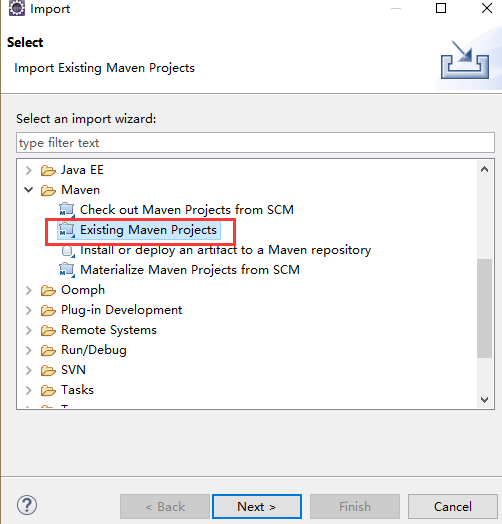 Import
Select
Import Existing Maven Projects
Select an import wizard:
type filter text
Java EE
Maven
Check out Maven Projects from SCM
Existing Maven Projects
Install or deploy an artifact to a Maven repository
Materialize Maven Projects from SCM
Oomph
Plug-in Development
Remote Systems
Run/Debug
SVN
Tasks
?
< Back
Next >
Finish
Cancel